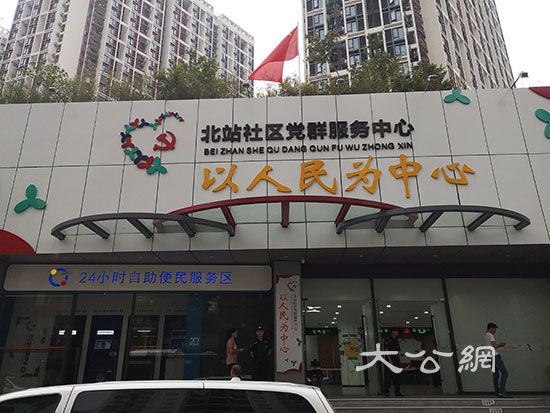 北站社区党群服务中心
BEI ZHAN SHE QU DANG QUN FU WU ZHONG XIN
以人民为中心
24小时自助便民服务区
以人民为中心
大公網